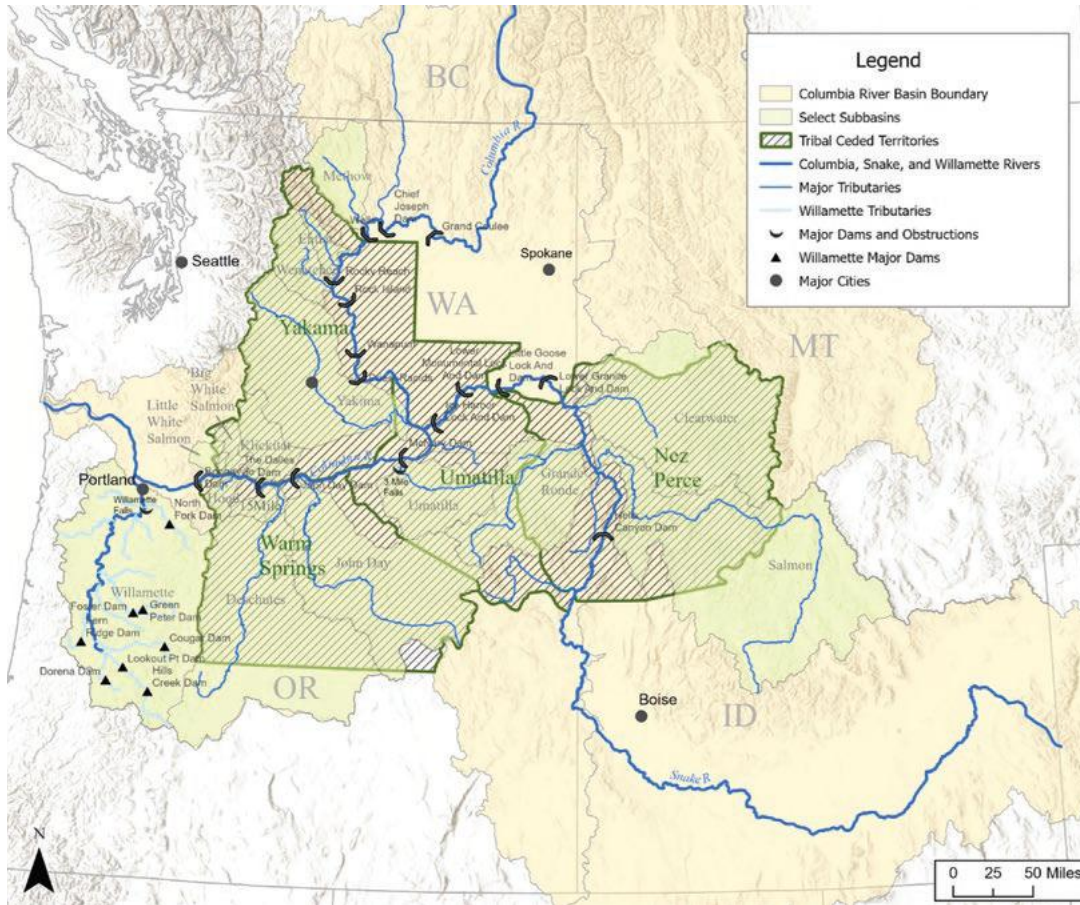 Legend
Columbia River Basin Boundary
Select Subbasins
Tribal Ceded Territories
Columbia, Snake, and Willamette Rivers
Major Tributaries
Willamette Tributaries
Major Dams and Obstructions
Willamette Major Dams
Major Cities
BC
Columbia R
Methow
Chief
Joseph
Dam
Grand Coulee
Spokane
Seattle
Rocky Reach
Rock Island
WA
Yakama
MT
Wanapum
Lower
Monumental Lock
And Dam
Little Goose
Lock And
Dam
Lower Granite
Lock And Dam
Rapids
Yakima
Big
White
Salmon
Little
White
Salmon
Ice Harbor
Lock And Dam
Clearwater
Klickitat
The Dalles
Columbia R
McNary Dam
Nez
Perce
Umatilla
Grande
Ronde
Portland
Bonneville Dam
John Day Dam
3 Mile
Falls
Umatilla
Willamette
Falls
North
Fork Dam
Hood
15Mile
Canyon Dam
Warm
Springs
John Day
Salmon
Deschutes
Willamette
Foster Dam
Green
Peter Dam
Fern
Ridge Dam
Cougar Dam
Lookout Pt Dam
Dorena Dam
Hills
Creek Dam
OR
Boise
ID
Snake R
N
0 25 50 Miles